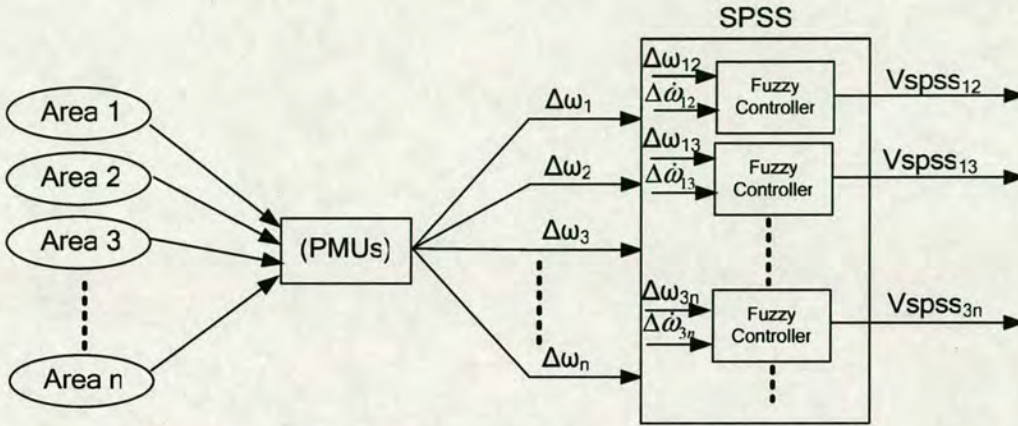 SPSS
Area 1
Area 2
Area 3
Area n
(PMUs)
Δω₁
Δω₂
Δω₃
Δωₙ
Δω₁₂
Δω̇₁₂
Fuzzy
Controller
Vspss₁₂
Δω₁₃
Δω̇₁₃
Fuzzy
Controller
Vspss₁₃
Δω₃ₙ
Δω̇₃ₙ
Fuzzy
Controller
Vspss₃ₙ